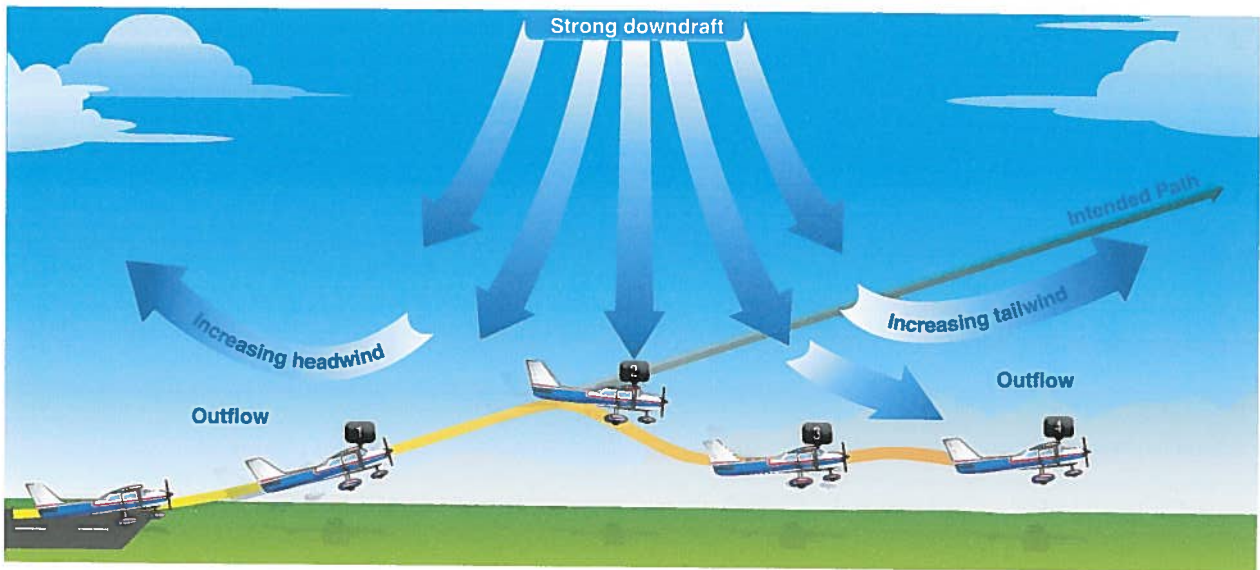 Strong downdraft
Intended Path
Increasing headwind
Increasing tailwind
Outflow
Outflow
1
2
3
4